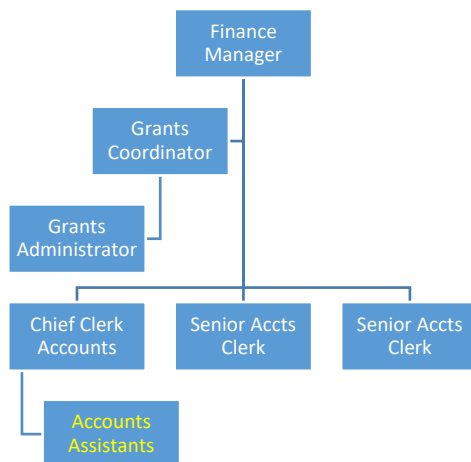 Finance
Manager
Grants
Coordinator
Grants
Administrator
Chief Clerk
Accounts
Senior Accts
Clerk
Senior Accts
Clerk
Accounts
Assistants